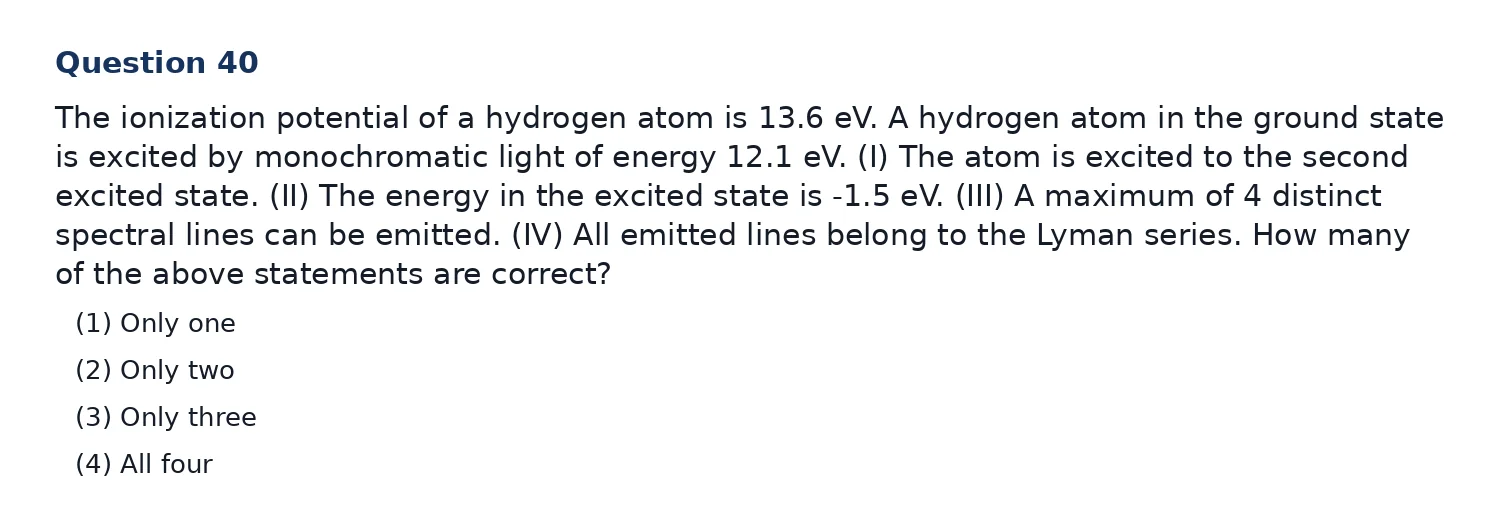 Question 40
The ionization potential of a hydrogen atom is 13.6 eV. A hydrogen atom in the ground state
is excited by monochromatic light of energy 12.1 eV. (I) The atom is excited to the second
excited state. (II) The energy in the excited state is -1.5 eV. (III) A maximum of 4 distinct
spectral lines can be emitted. (IV) All emitted lines belong to the Lyman series. How many
of the above statements are correct?
(1) Only one
(2) Only two
(3) Only three
(4) All four